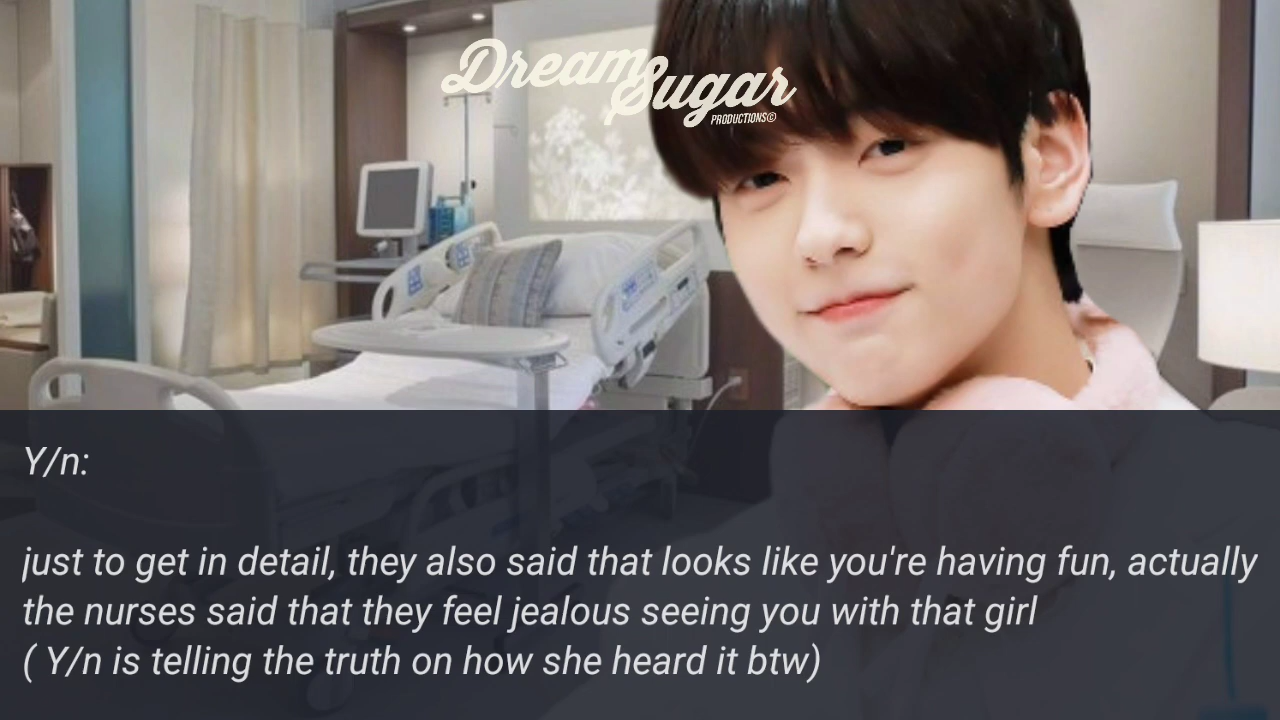 Dream
Sugar
PRODUCTIONS©
Y/n:
just to get in detail, they also said that looks like you're having fun, actually
the nurses said that they feel jealous seeing you with that girl
( Y/n is telling the truth on how she heard it btw)